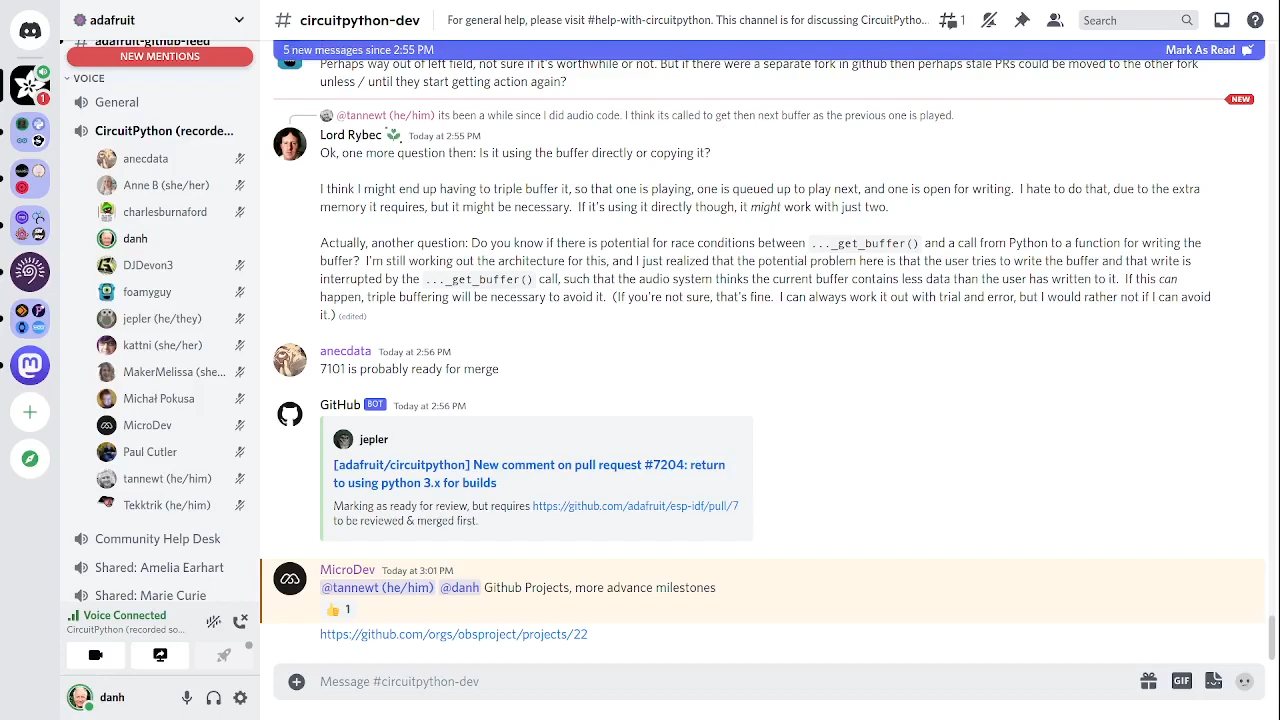 adafruit
# circuitpython-dev
For general help, please visit #help-with-circuitpython. This channel is for discussing CircuitPytho...
1
Search
adafruit-github-feed
NEW MENTIONS
1
VOICE
General
CircuitPython (recorde...
anecdata
Anne B (she/her)
charlesburnaford
danh
DJDevon3
foamyguy
jepler (he/they)
kattni (she/her)
MakerMelissa (she...
Michał Pokusa
MicroDev
Paul Cutler
tannewt (he/him)
Tekktrik (he/him)
Community Help Desk
Shared: Amelia Earhart
Shared: Marie Curie
Voice Connected
CircuitPython (recorded so...
danh
5 new messages since 2:55 PM
Mark As Read
Perhaps way out of left field, not sure if it's worthwhile or not. But if there were a separate fork in github then perhaps stale PRs could be moved to the other fork
unless / until they start getting action again?
NEW
@tannewt (he/him) its been a while since I did audio code. I think its called to get then next buffer as the previous one is played.
Lord Rybec Today at 2:55 PM
Ok, one more question then: Is it using the buffer directly or copying it?
I think I might end up having to triple buffer it, so that one is playing, one is queued up to play next, and one is open for writing. I hate to do that, due to the extra
memory it requires, but it might be necessary. If it's using it directly though, it might work with just two.
Actually, another question: Do you know if there is potential for race conditions between ..._get_buffer() and a call from Python to a function for writing the
buffer? I'm still working out the architecture for this, and I just realized that the potential problem here is that the user tries to write the buffer and that write is
interrupted by the ..._get_buffer() call, such that the audio system thinks the current buffer contains less data than the user has written to it. If this can
happen, triple buffering will be necessary to avoid it. (If you're not sure, that's fine. I can always work it out with trial and error, but I would rather not if I can avoid
it.) (edited)
anecdata Today at 2:56 PM
7101 is probably ready for merge
GitHub BOT Today at 2:56 PM
jepler
[adafruit/circuitpython] New comment on pull request #7204: return
to using python 3.x for builds
Marking as ready for review, but requires https://github.com/adafruit/esp-idf/pull/7
to be reviewed & merged first.
MicroDev Today at 3:01 PM
@tannewt (he/him) @danh Github Projects, more advance milestones
👍 1
https://github.com/orgs/obsproject/projects/22
Message #circuitpython-dev
GIF